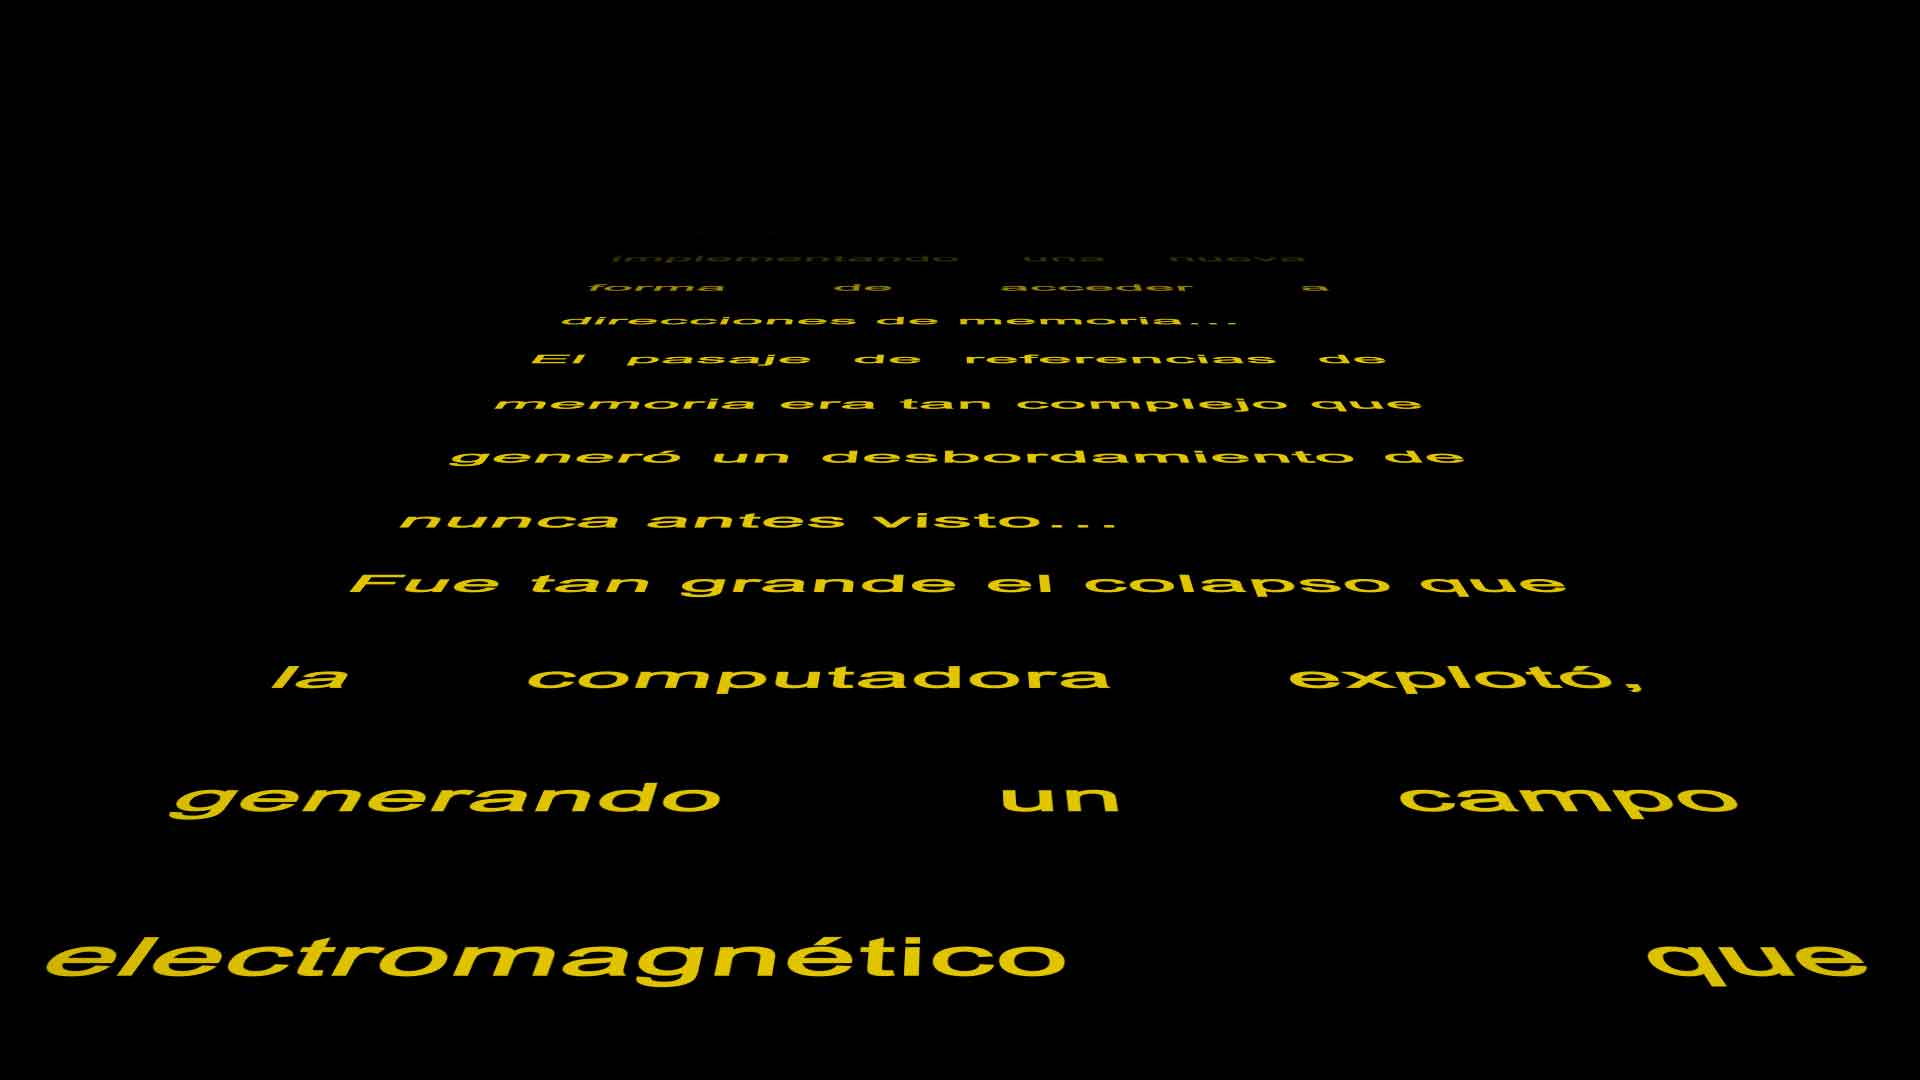 implementando una nueva
forma de acceder a
direcciones de memoria...
El pasaje de referencias de
memoria era tan complejo que
generó un desbordamiento de
nunca antes visto...
Fue tan grande el colapso que
la computadora explotó,
generando un campo
electromagnético que